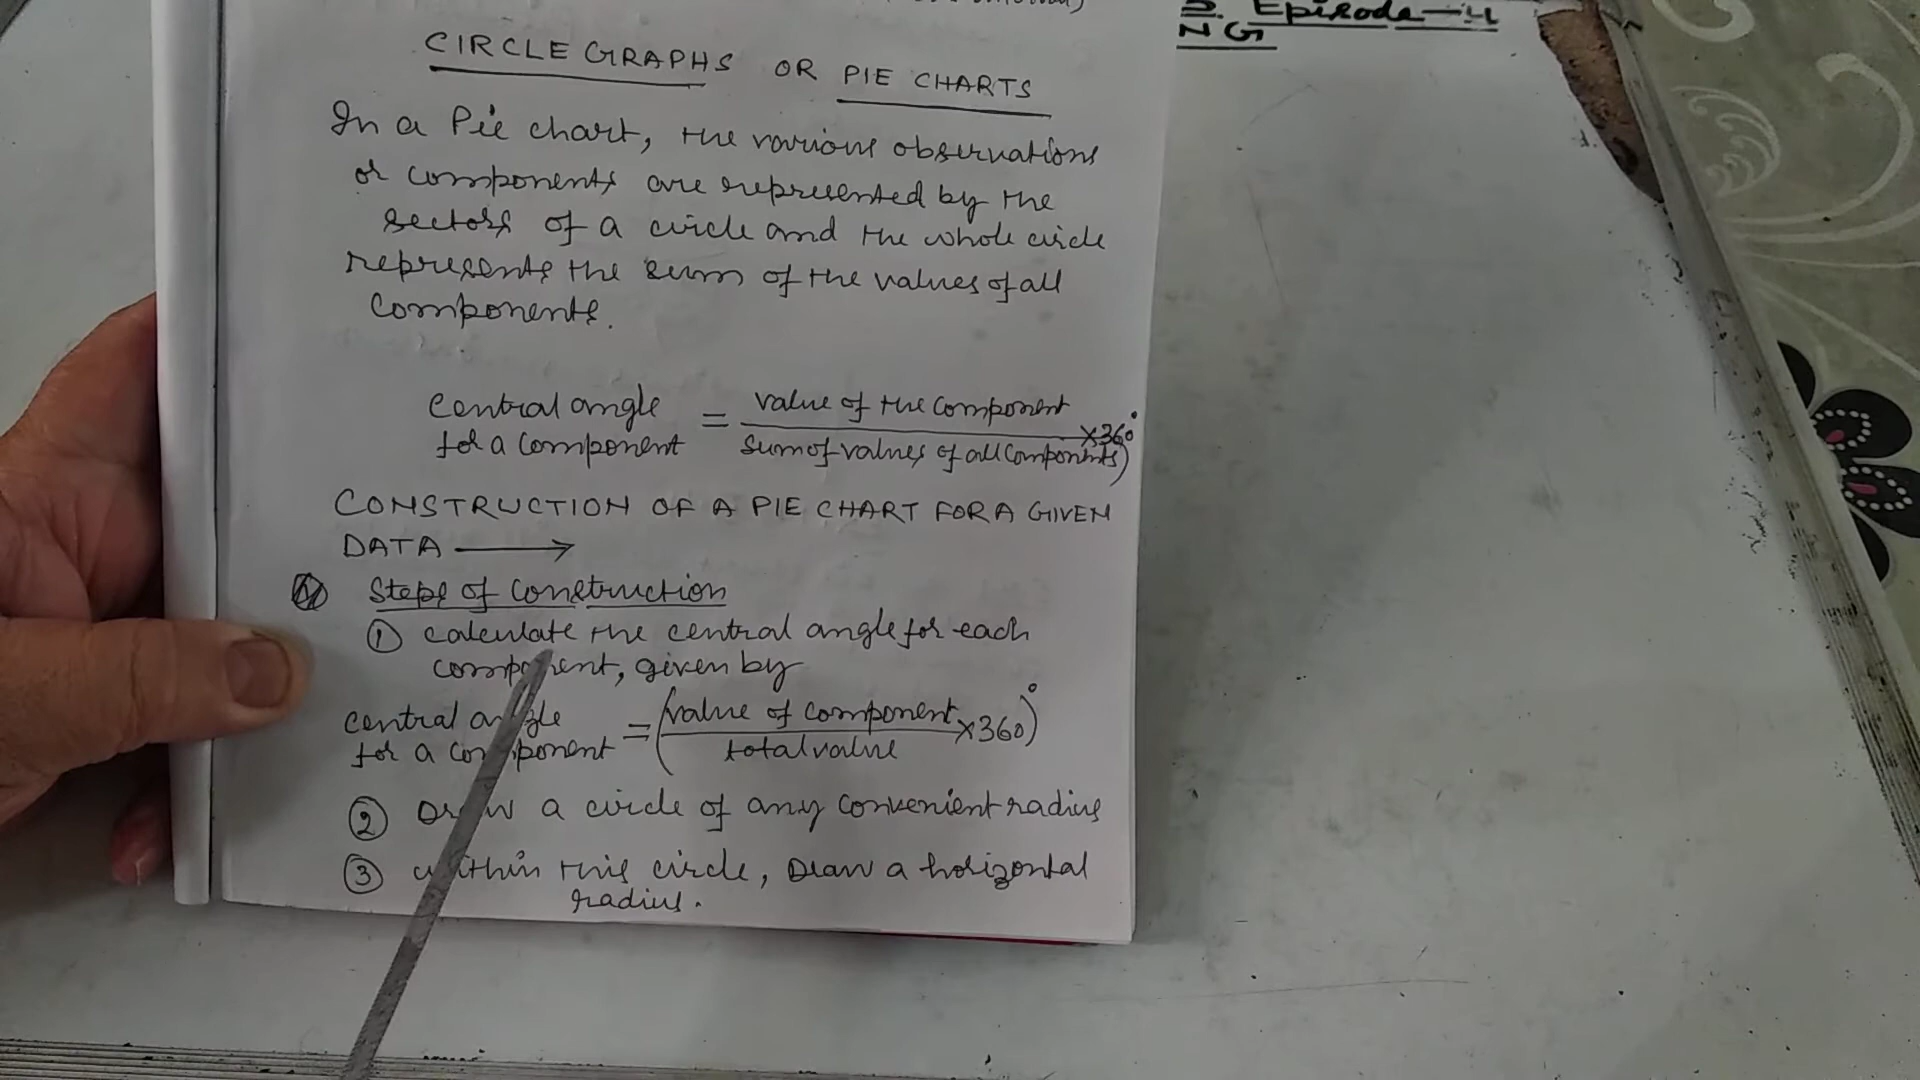 Episode-4
NG
CIRCLE GRAPHS OR PIE CHARTS
In a Pie chart, the various observations
or components are represented by the
sectors of a circle and the whole circle
represents the sum of the values of all
components.
central angle for a component = value of the component / sum of values of all components) ×360°
CONSTRUCTION OF A PIE CHART FOR A GIVEN
DATA →
Steps of construction
① calculate the central angle for each
component, given by
central angle for a component = (value of component / total value ×360)°
② Draw a circle of any convenient radius
③ within this circle, Draw a horizontal
radius.